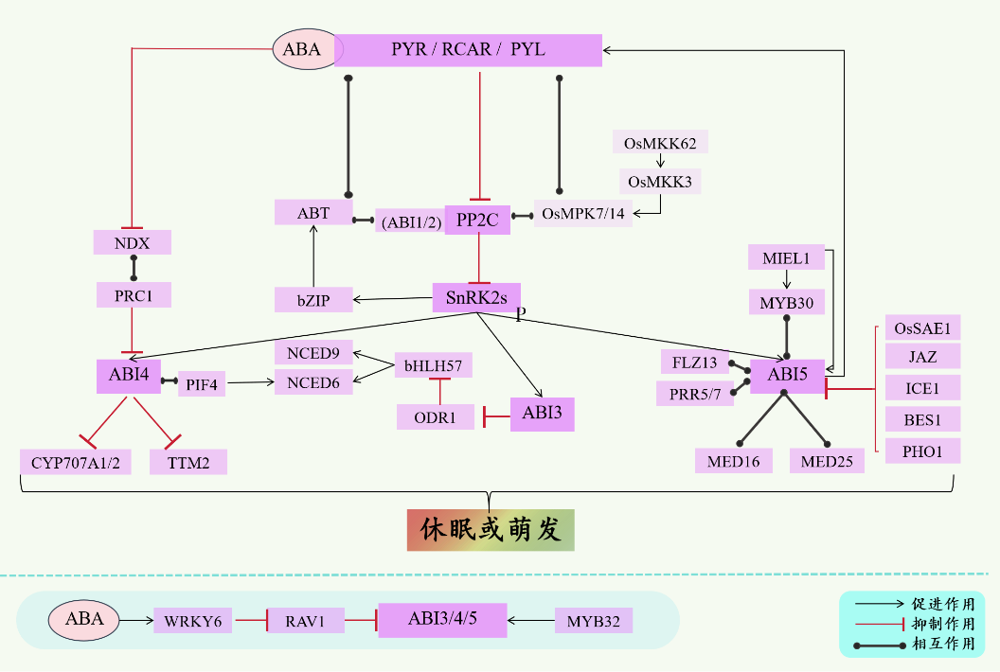 ABA
PYR / RCAR / PYL
OsMKK62
OsMKK3
ABT
(ABI1/2)
PP2C
OsMPK7/14
NDX
MIEL1
PRC1
bZIP
SnRK2s
P
MYB30
OsSAE1
NCED9
bHLH57
FLZ13
JAZ
ABI4
PIF4
NCED6
ABI5
PRR5/7
ICE1
ODR1
ABI3
BES1
CYP707A1/2
TTM2
MED16
MED25
PHO1
休眠或萌发
ABA
WRKY6
RAV1
ABI3/4/5
MYB32
促进作用
抑制作用
相互作用